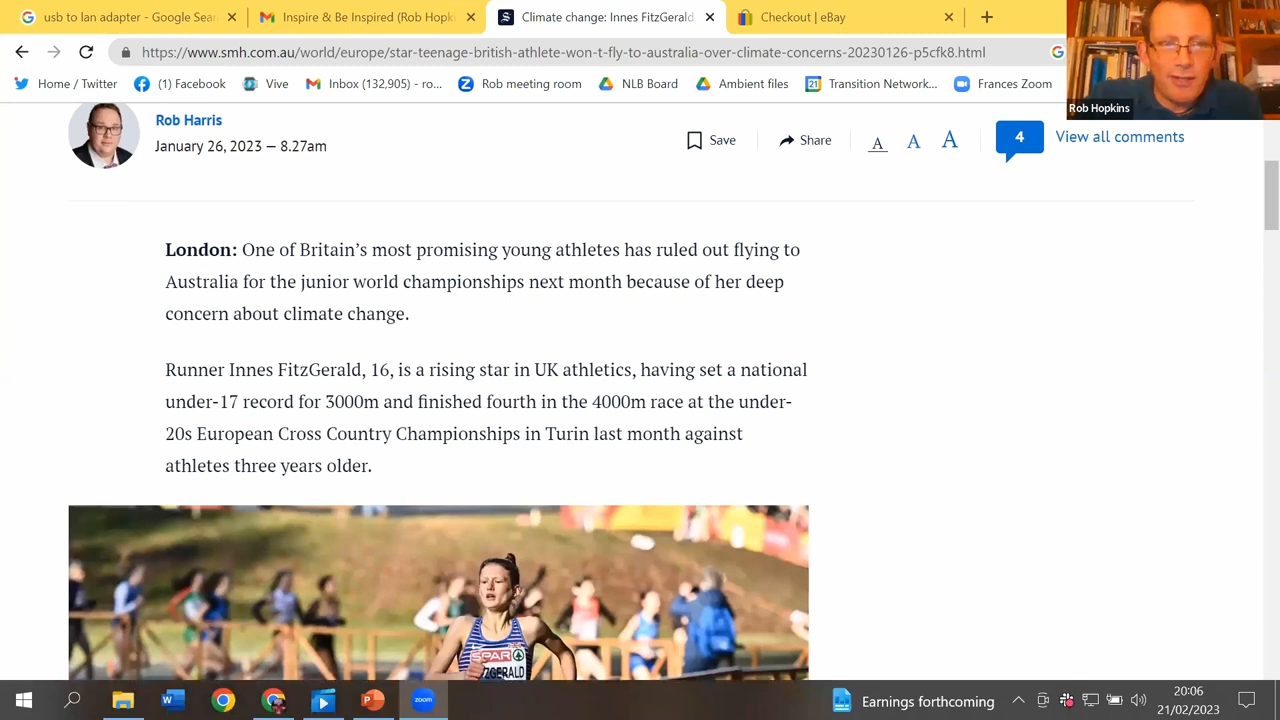 usb to lan adapter - Google Sear
Inspire & Be Inspired (Rob Hopki
Climate change: Innes FitzGerald
Checkout | eBay
https://www.smh.com.au/world/europe/star-teenage-british-athlete-won-t-fly-to-australia-over-climate-concerns-20230126-p5cfk8.html
Home / Twitter
(1) Facebook
Vive
Inbox (132,905) - ro...
Rob meeting room
NLB Board
Ambient files
Transition Network...
Frances Zoom
Rob Hopkins
Rob Harris
January 26, 2023 — 8.27am
Save
Share
A A A
4
View all comments
London: One of Britain's most promising young athletes has ruled out flying to
Australia for the junior world championships next month because of her deep
concern about climate change.
Runner Innes FitzGerald, 16, is a rising star in UK athletics, having set a national
under-17 record for 3000m and finished fourth in the 4000m race at the under-
20s European Cross Country Championships in Turin last month against
athletes three years older.
SPAR
ZGERALD
zoom
Earnings forthcoming
20:06
21/02/2023